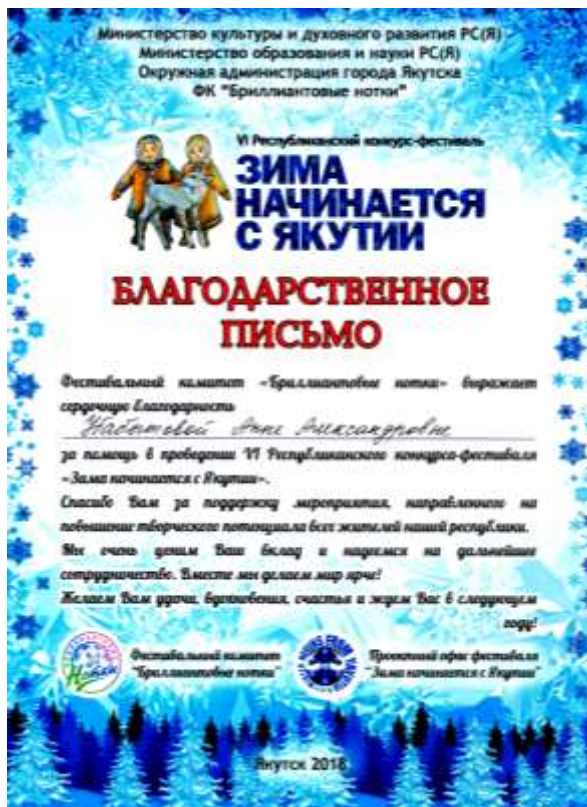 Министерство культуры и духовного развития РС(Я)
Министерство образования и науки РС(Я)
Окружная администрация города Якутска
ФК "Бриллиантовые нотки"
VI Республиканский конкурс-фестиваль
ЗИМА
НАЧИНАЕТСЯ
С ЯКУТИИ
БЛАГОДАРСТВЕННОЕ
ПИСЬМО
Фестивальный комитет «Бриллиантовые нотки» выражает
сердечную благодарность
Анне Александровне
за помощь в проведении VI Республиканского конкурса-фестиваля
«Зима начинается с Якутии».
Спасибо Вам за поддержку мероприятия, направленного на
повышение творческого потенциала всех жителей нашей республики.
Мы очень ценим Ваш вклад и надеемся на дальнейшее
сотрудничество. Вместе мы делаем мир ярче!
Желаем Вам удачи, вдохновения, счастья и ждем Вас в следующем
году!
Нотки
Фестивальный комитет
"Бриллиантовые нотки"
Проектный офис фестиваля
"Зима начинается с Якутии"
Якутск 2018